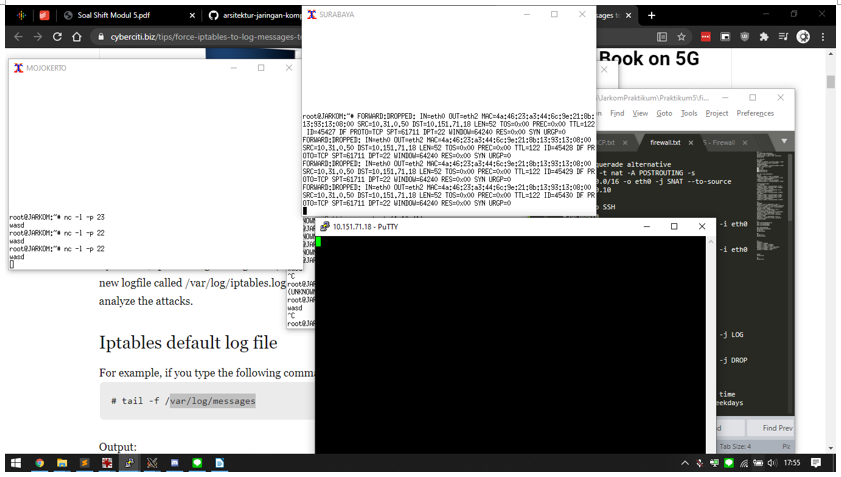 Soal Shift Modul 5.pdf
arsitektur-jaringan-komp
SURABAYA
cyberciti.biz/tips/force-iptables-to-log-messages-to
Book on 5G
MOJOKERTO
root@JARKOM:~# nc -l -p 23
wasd
root@JARKOM:~# nc -l -p 22
wasd
root@JARKOM:~# nc -l -p 22
wasd
root@JARKOM:~# FORWARD:DROPPED: IN=eth0 OUT=eth2 MAC=4a:46:23:a3:44:6c:9e:21:8b:
13:93:13:08:00 SRC=10.31.0.50 DST=10.151.71.18 LEN=52 TOS=0x00 PREC=0x00 TTL=122
ID=45427 DF PROTO=TCP SPT=61711 DPT=22 WINDOW=64240 RES=0x00 SYN URGP=0
FORWARD:DROPPED: IN=eth0 OUT=eth2 MAC=4a:46:23:a3:44:6c:9e:21:8b:13:93:13:08:00
SRC=10.31.0.50 DST=10.151.71.18 LEN=52 TOS=0x00 PREC=0x00 TTL=122 ID=45428 DF PR
OTO=TCP SPT=61711 DPT=22 WINDOW=64240 RES=0x00 SYN URGP=0
FORWARD:DROPPED: IN=eth0 OUT=eth2 MAC=4a:46:23:a3:44:6c:9e:21:8b:13:93:13:08:00
SRC=10.31.0.50 DST=10.151.71.18 LEN=52 TOS=0x00 PREC=0x00 TTL=122 ID=45429 DF PR
OTO=TCP SPT=61711 DPT=22 WINDOW=64240 RES=0x00 SYN URGP=0
FORWARD:DROPPED: IN=eth0 OUT=eth2 MAC=4a:46:23:a3:44:6c:9e:21:8b:13:93:13:08:00
SRC=10.31.0.50 DST=10.151.71.18 LEN=52 TOS=0x00 PREC=0x00 TTL=122 ID=45430 DF PR
OTO=TCP SPT=61711 DPT=22 WINDOW=64240 RES=0x00 SYN URGP=0
10.151.71.18 - PuTTY
^C
root@JAR
(UNKNOWN
root@JAR
wasd
^C
root@JAR
\JarkomPraktikum\Praktikum5\fi...
Find View Goto Tools Project Preferences
firewall.txt
5 - Firewall
querade alternative
-t nat -A POSTROUTING -s
.0/16 -o eth0 -j SNAT --to-source
SSH
-i eth0
-i eth0
-j LOG
-j DROP
time
eekdays
Find Prev
Tab Size: 4
new logfile called /var/log/iptables.log
analyze the attacks.
Iptables default log file
For example, if you type the following comma
# tail -f /var/log/messages
Output:
17:55